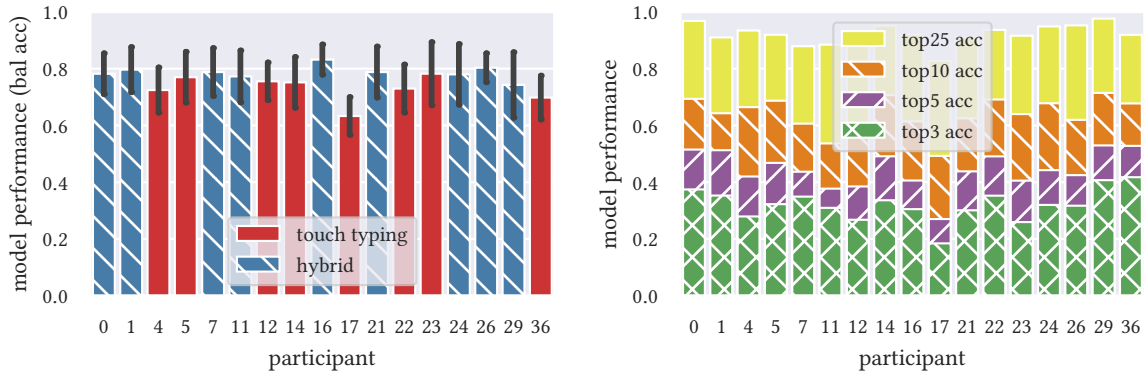 model performance (bal acc)
1.0
0.8
0.6
0.4
0.2
0.0
touch typing
hybrid
0 1 4 5 7 11 12 14 16 17 21 22 23 24 26 29 36
participant
model performance
1.0
0.8
0.6
0.4
0.2
0.0
top25 acc
top10 acc
top5 acc
top3 acc
0 1 4 5 7 11 12 14 16 17 21 22 23 24 26 29 36
participant